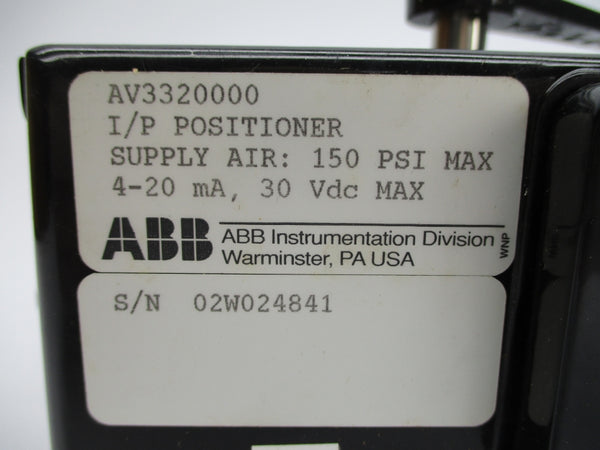 AV3320000
I/P POSITIONER
SUPPLY AIR: 150 PSI MAX
4-20 mA, 30 Vdc MAX
ABB ABB Instrumentation Division
Warminster, PA USA
WNP
S/N 02W024841